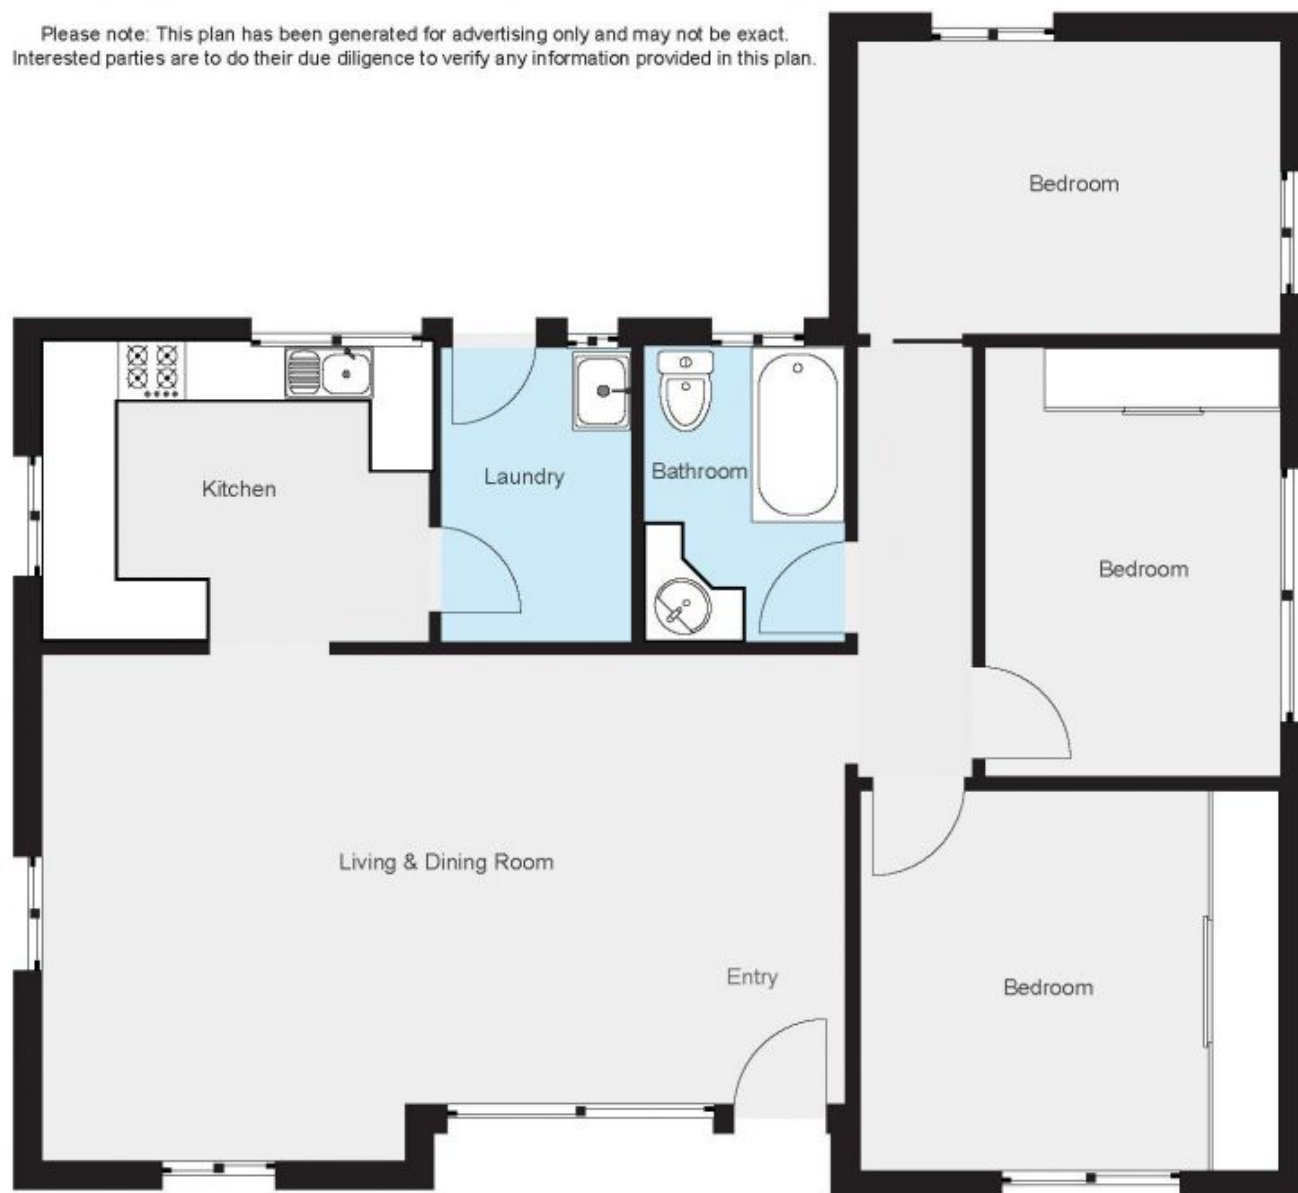 Please note: This plan has been generated for advertising only and may not be exact.
Interested parties are to do their due diligence to verify any information provided in this plan.
Bedroom
Kitchen
Laundry
Bathroom
Bedroom
Living & Dining Room
Entry
Bedroom